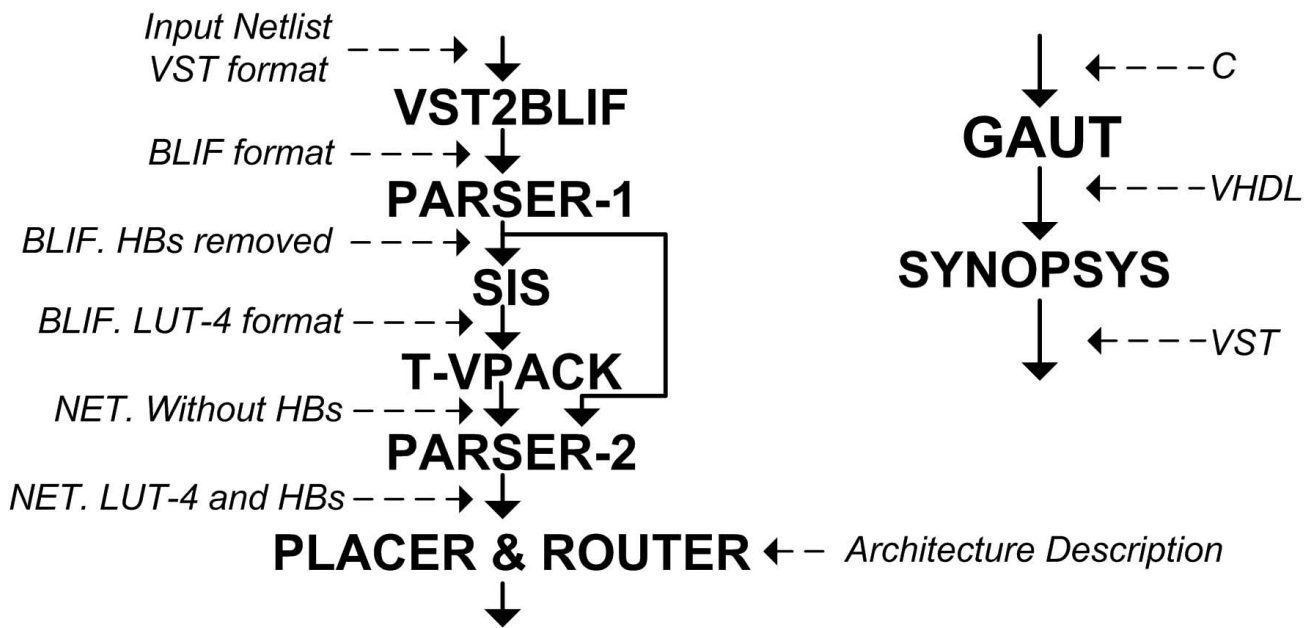 Input Netlist
VST format
VST2BLIF
BLIF format
PARSER-1
BLIF. HBs removed
SIS
BLIF. LUT-4 format
T-VPACK
NET. Without HBs
PARSER-2
NET. LUT-4 and HBs
PLACER & ROUTER
Architecture Description
C
GAUT
VHDL
SYNOPSYS
VST